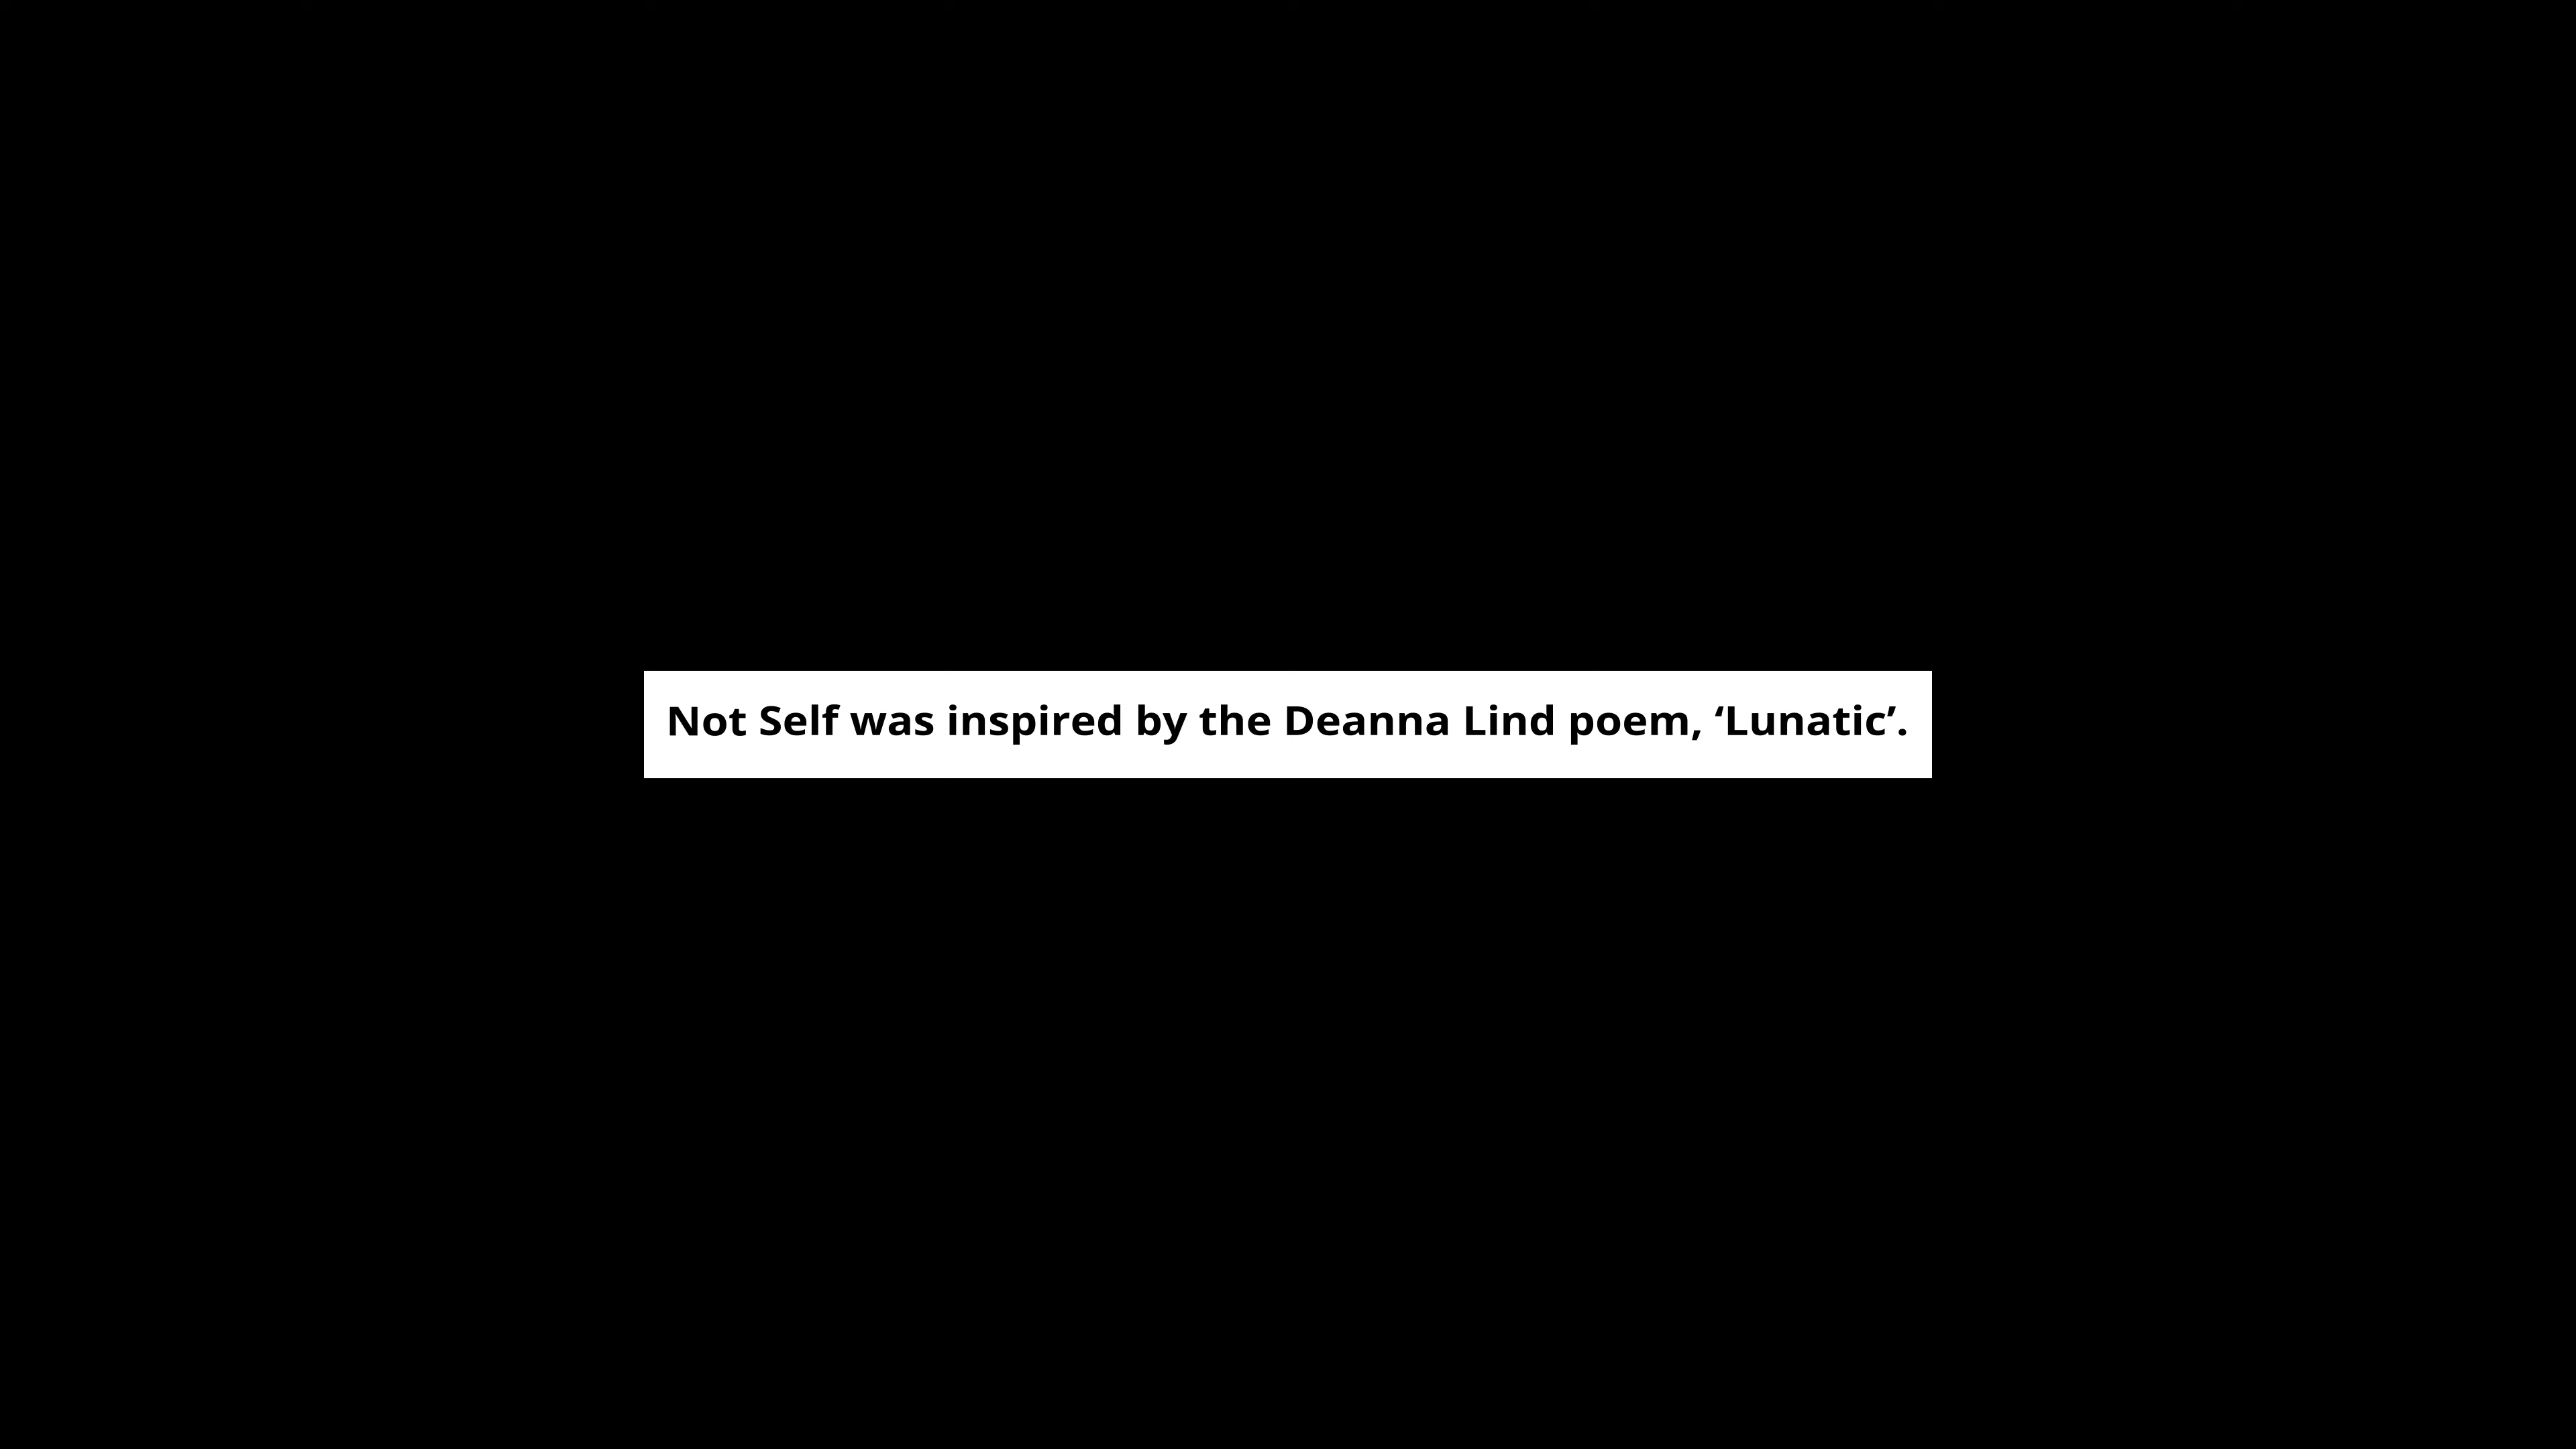 Not Self was inspired by the Deanna Lind poem, ‘Lunatic’.